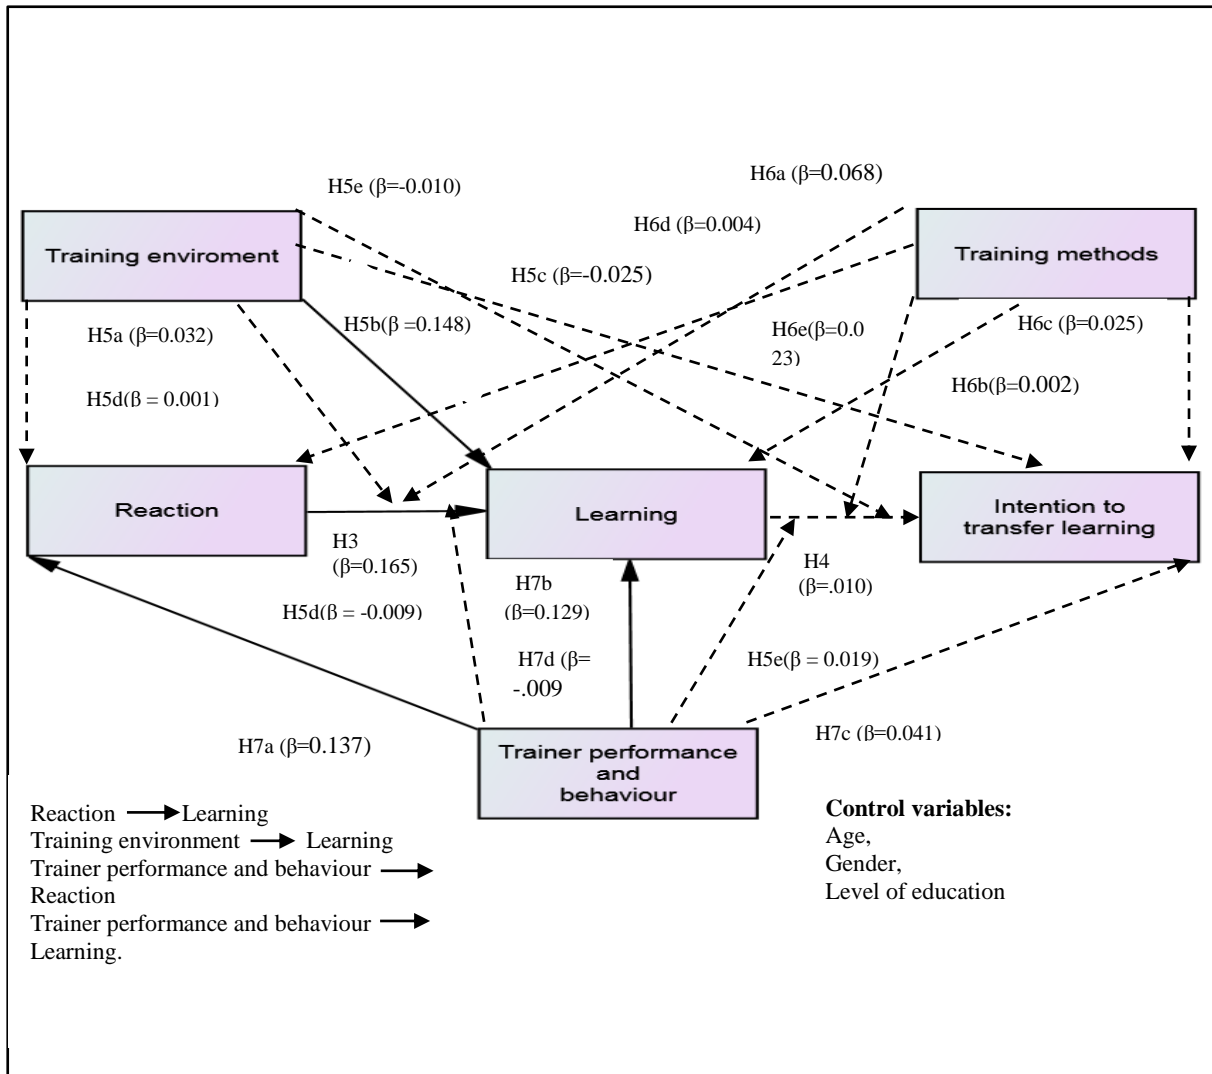 H5e (β=-0.010)
H6a (β=0.068)
H6d (β=0.004)
Training enviroment
Training methods
H5c (β=-0.025)
H5a (β=0.032)
H5b(β =0.148)
H6e(β=0.0
23)
H6c (β=0.025)
H5d(β = 0.001)
H6b(β=0.002)
Reaction
Learning
Intention to
transfer learning
H3
(β=0.165)
H4
(β=.010)
H5d(β = -0.009)
H7b
(β=0.129)
H7d (β=
-.009
H5e(β = 0.019)
H7a (β=0.137)
H7c (β=0.041)
Trainer performance
and
behaviour
Reaction → Learning
Training environment → Learning
Trainer performance and behaviour →
Reaction
Trainer performance and behaviour →
Learning.
Control variables:
Age,
Gender,
Level of education